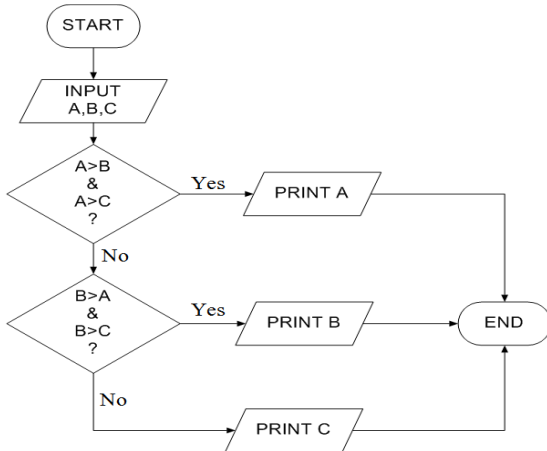 START
INPUT
A,B,C
A>B
&
A>C
?
Yes
PRINT A
No
B>A
&
B>C
?
Yes
PRINT B
END
No
PRINT C